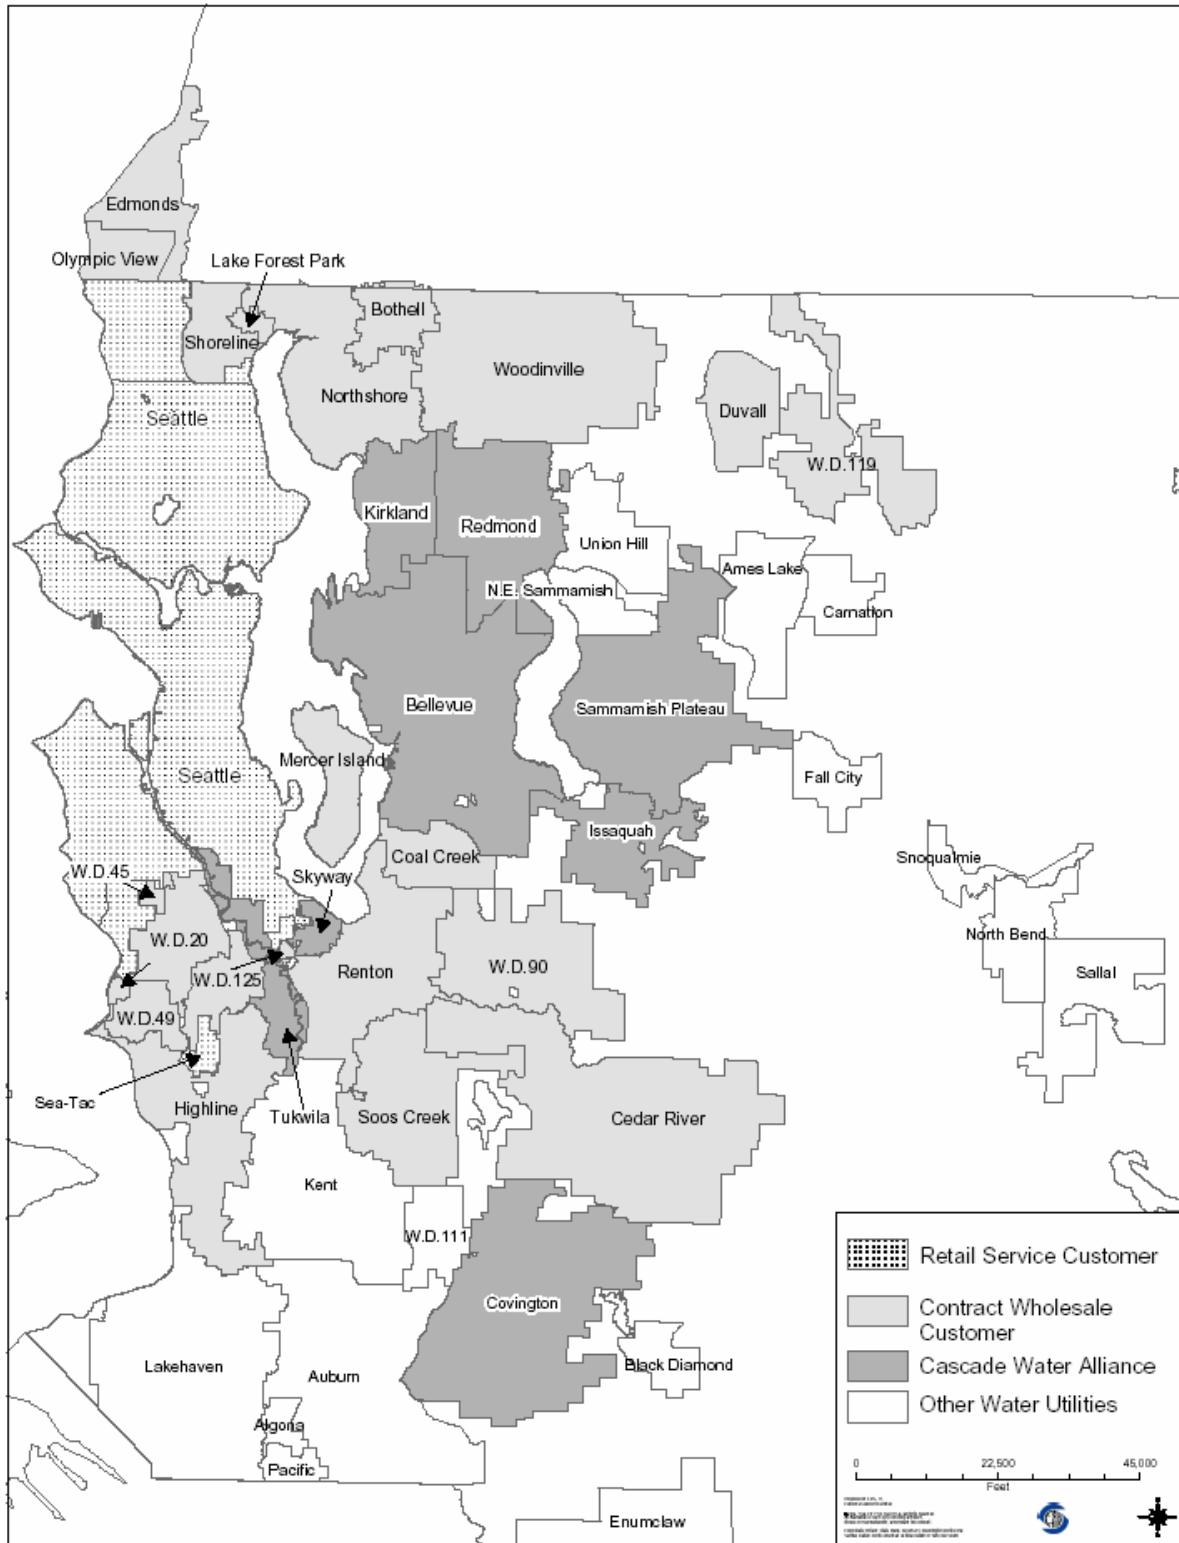 Edmonds
Olympic View
Lake Forest Park
Bothell
Shoreline
Woodinville
Northshore
Seattle
Duvall
W.D.119
Kirkland
Redmond
Union Hill
Ames Lake
N.E. Sammamish
Carnation
Bellevue
Sammamish Plateau
Mercer Island
Seattle
Fall City
Issaquah
Coal Creek
Snoqualmie
W.D.45
Skyway
W.D.20
North Bend
W.D.90
Renton
Sallal
W.D.125
W.D.49
Sea-Tac
Highline
Tukwila
Soos Creek
Cedar River
Kent
W.D.111
Covington
Lakehaven
Auburn
Black Diamond
Algona
Pacific
Enumclaw
Retail Service Customer
Contract Wholesale
Customer
Cascade Water Alliance
Other Water Utilities
0 22,500 45,000
Feet